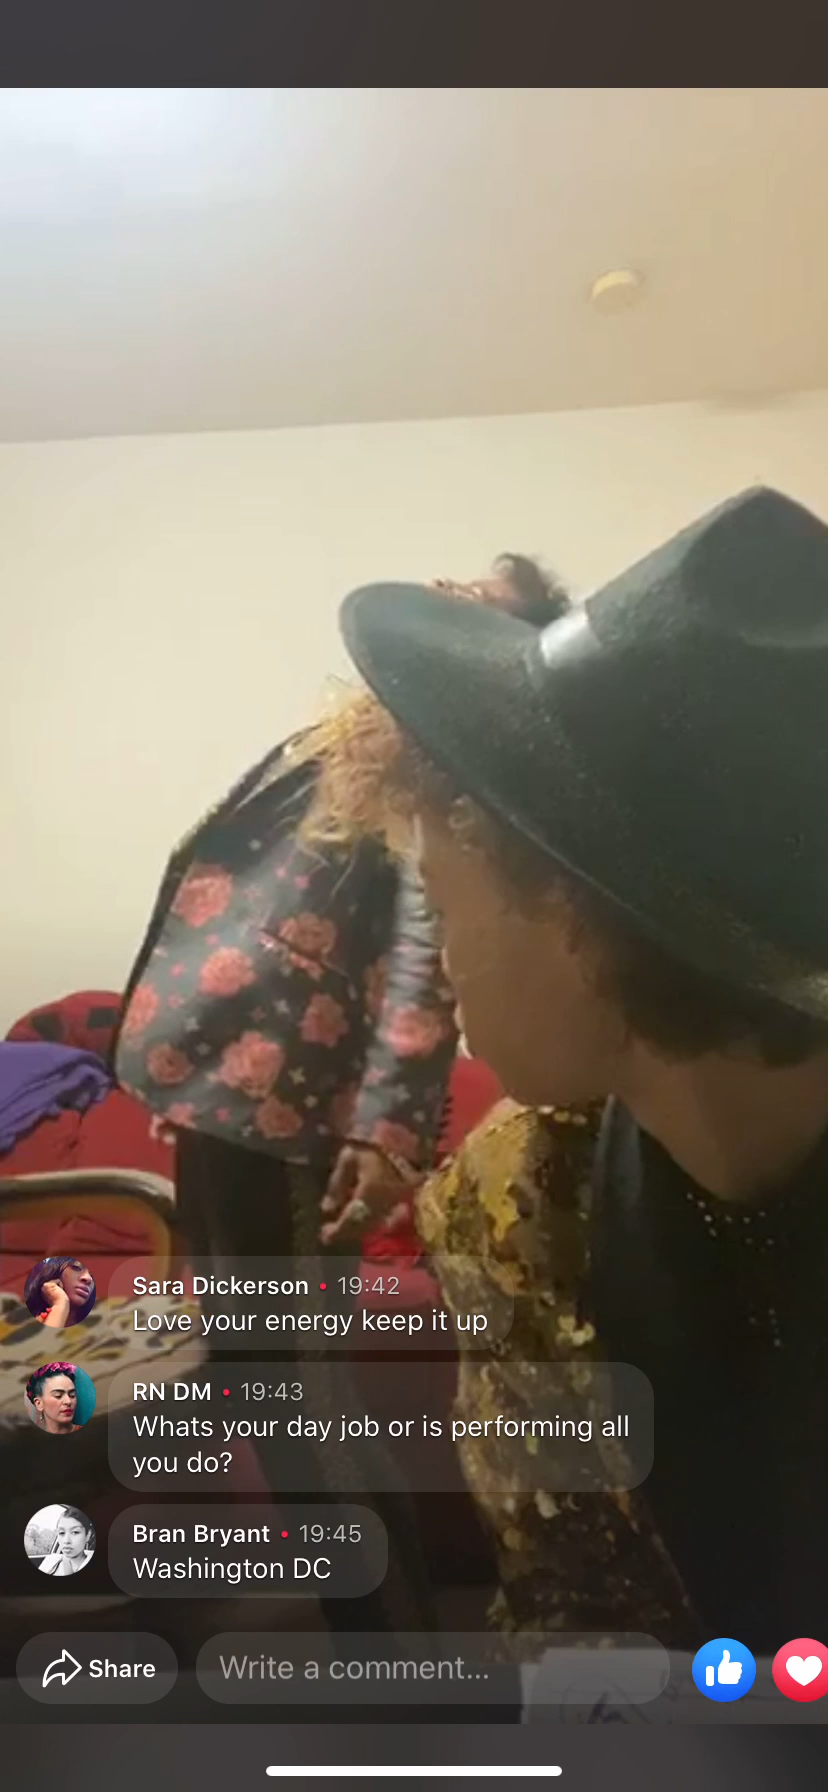 Sara Dickerson • 19:42
Love your energy keep it up
RN DM • 19:43
Whats your day job or is performing all
you do?
Bran Bryant • 19:45
Washington DC
Share
Write a comment...